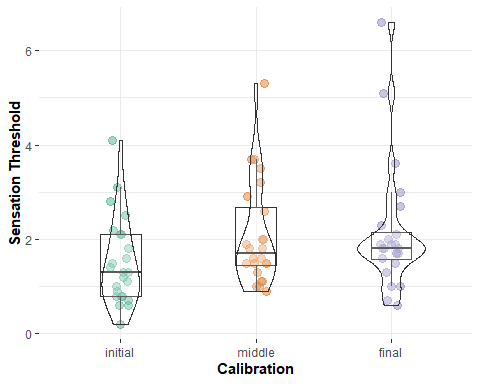 Sensation Threshold
6
4
2
0
initial middle final
Calibration